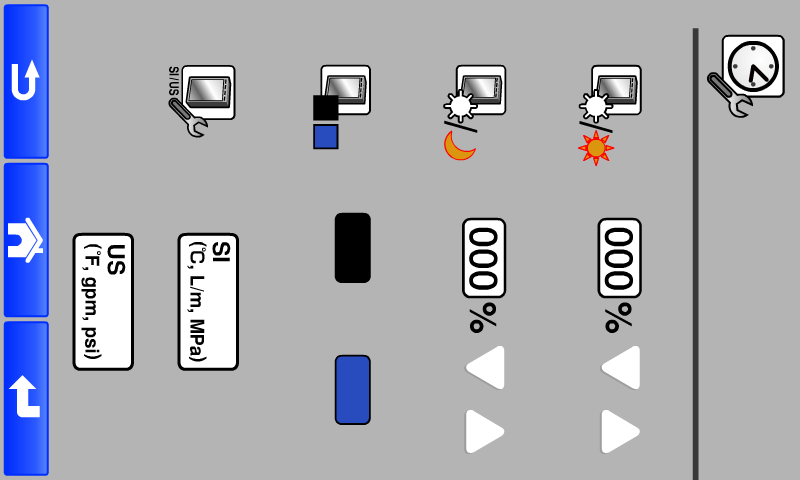 000 %
000 %
SI/US
SI
(℃, L/m, MPa)
US
(°F, gpm, psi)